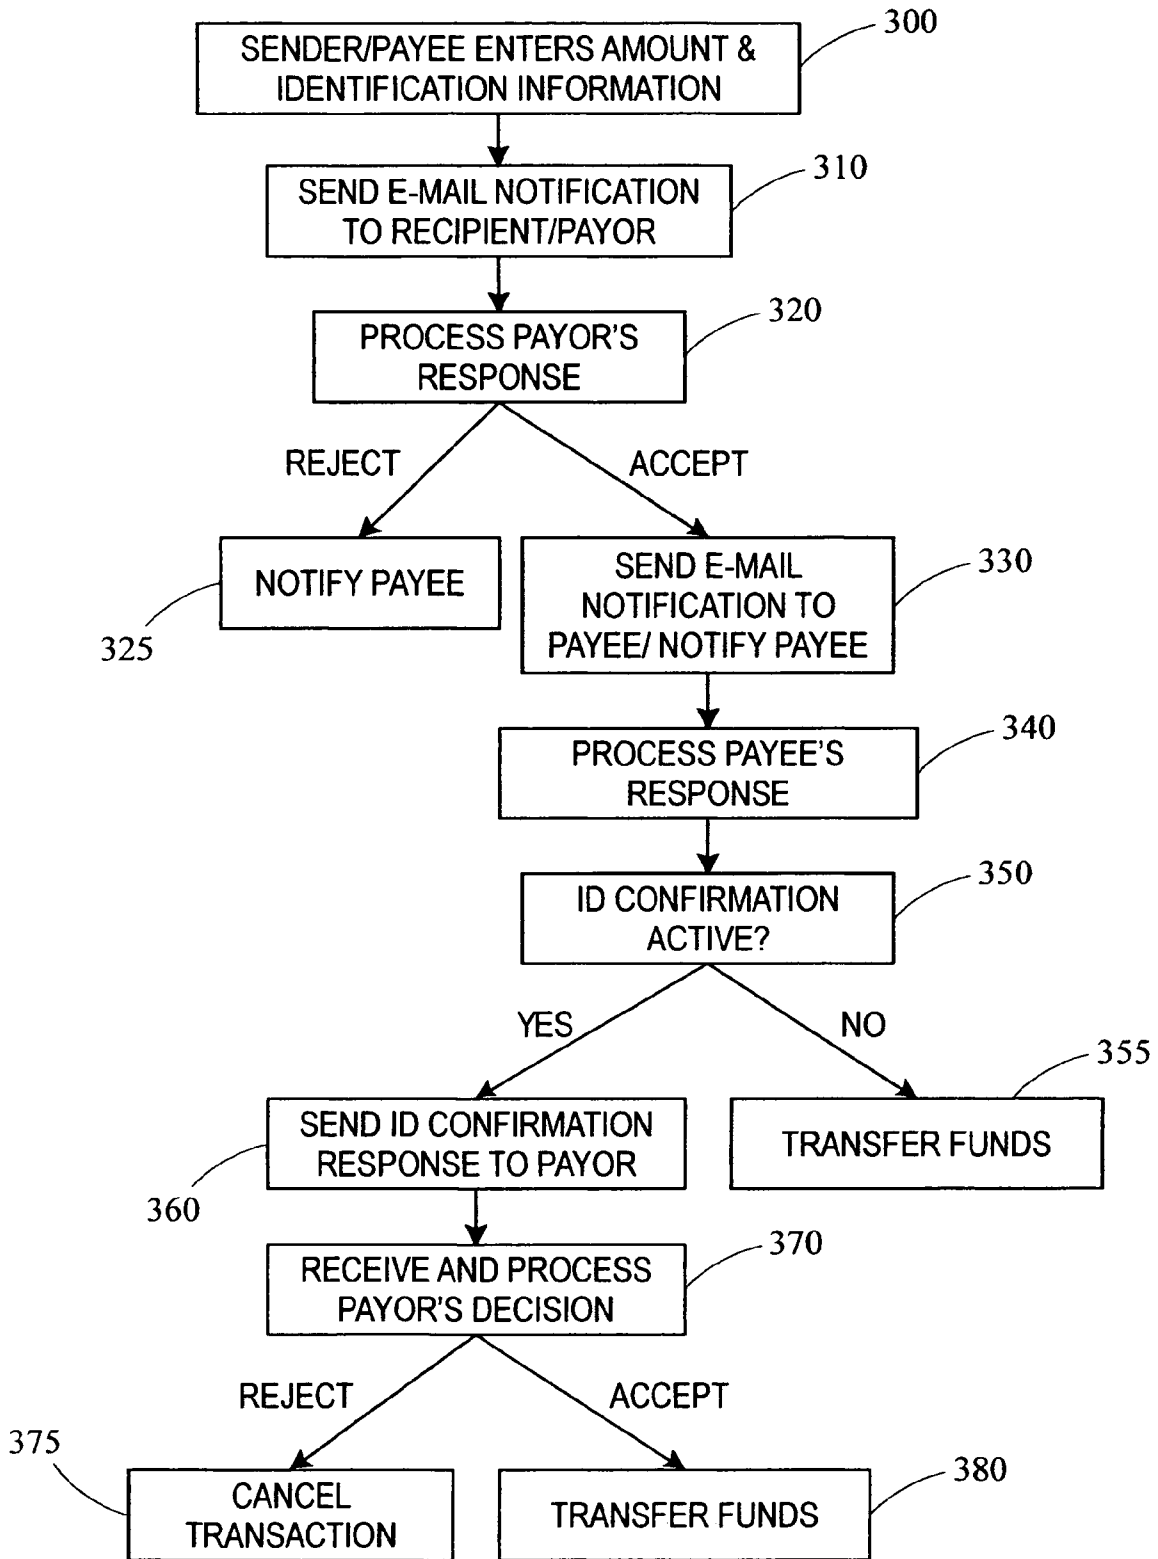 300
SENDER/PAYEE ENTERS AMOUNT &
IDENTIFICATION INFORMATION
310
SEND E-MAIL NOTIFICATION
TO RECIPIENT/PAYOR
320
PROCESS PAYOR'S
RESPONSE
REJECT
ACCEPT
325
NOTIFY PAYEE
330
SEND E-MAIL
NOTIFICATION TO
PAYEE/ NOTIFY PAYEE
340
PROCESS PAYEE'S
RESPONSE
350
ID CONFIRMATION
ACTIVE?
YES
NO
355
SEND ID CONFIRMATION
RESPONSE TO PAYOR
360
TRANSFER FUNDS
370
RECEIVE AND PROCESS
PAYOR'S DECISION
REJECT
ACCEPT
375
CANCEL
TRANSACTION
380
TRANSFER FUNDS